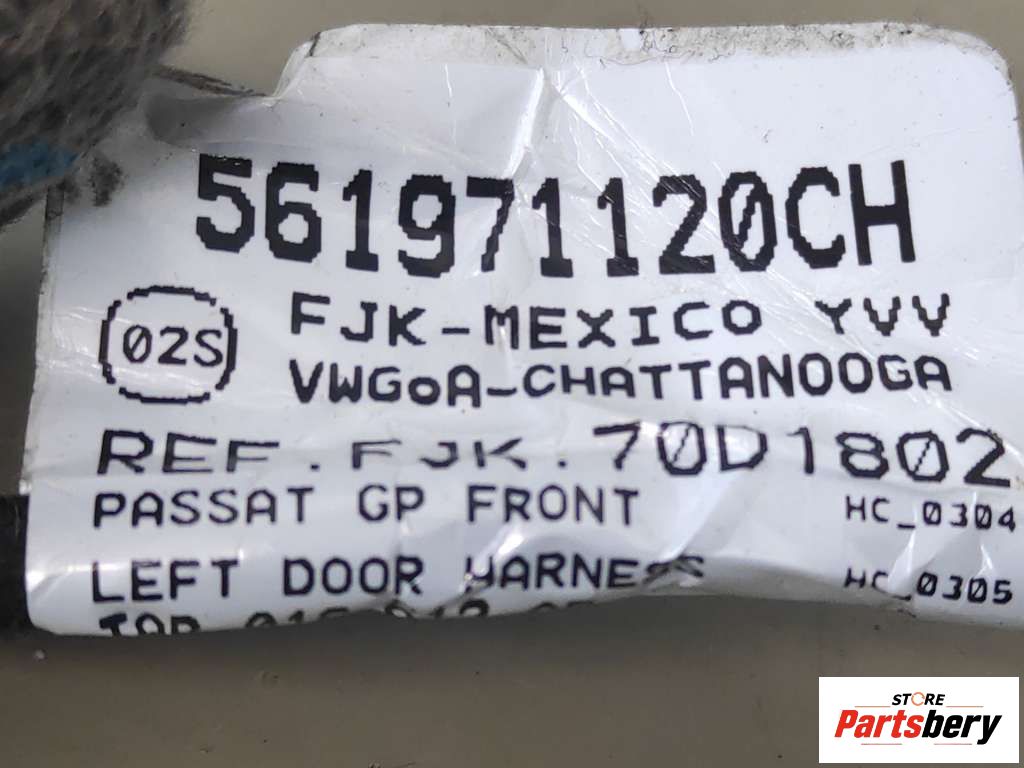 561971120CH
02S
FJK-MEXICO YVV
VWGoA-CHATTANOOGA
REF.FJK.70D1802
PASSAT GP FRONT HC_0304
LEFT DOOR HARNESS HC_0305
STORE
Partsbery